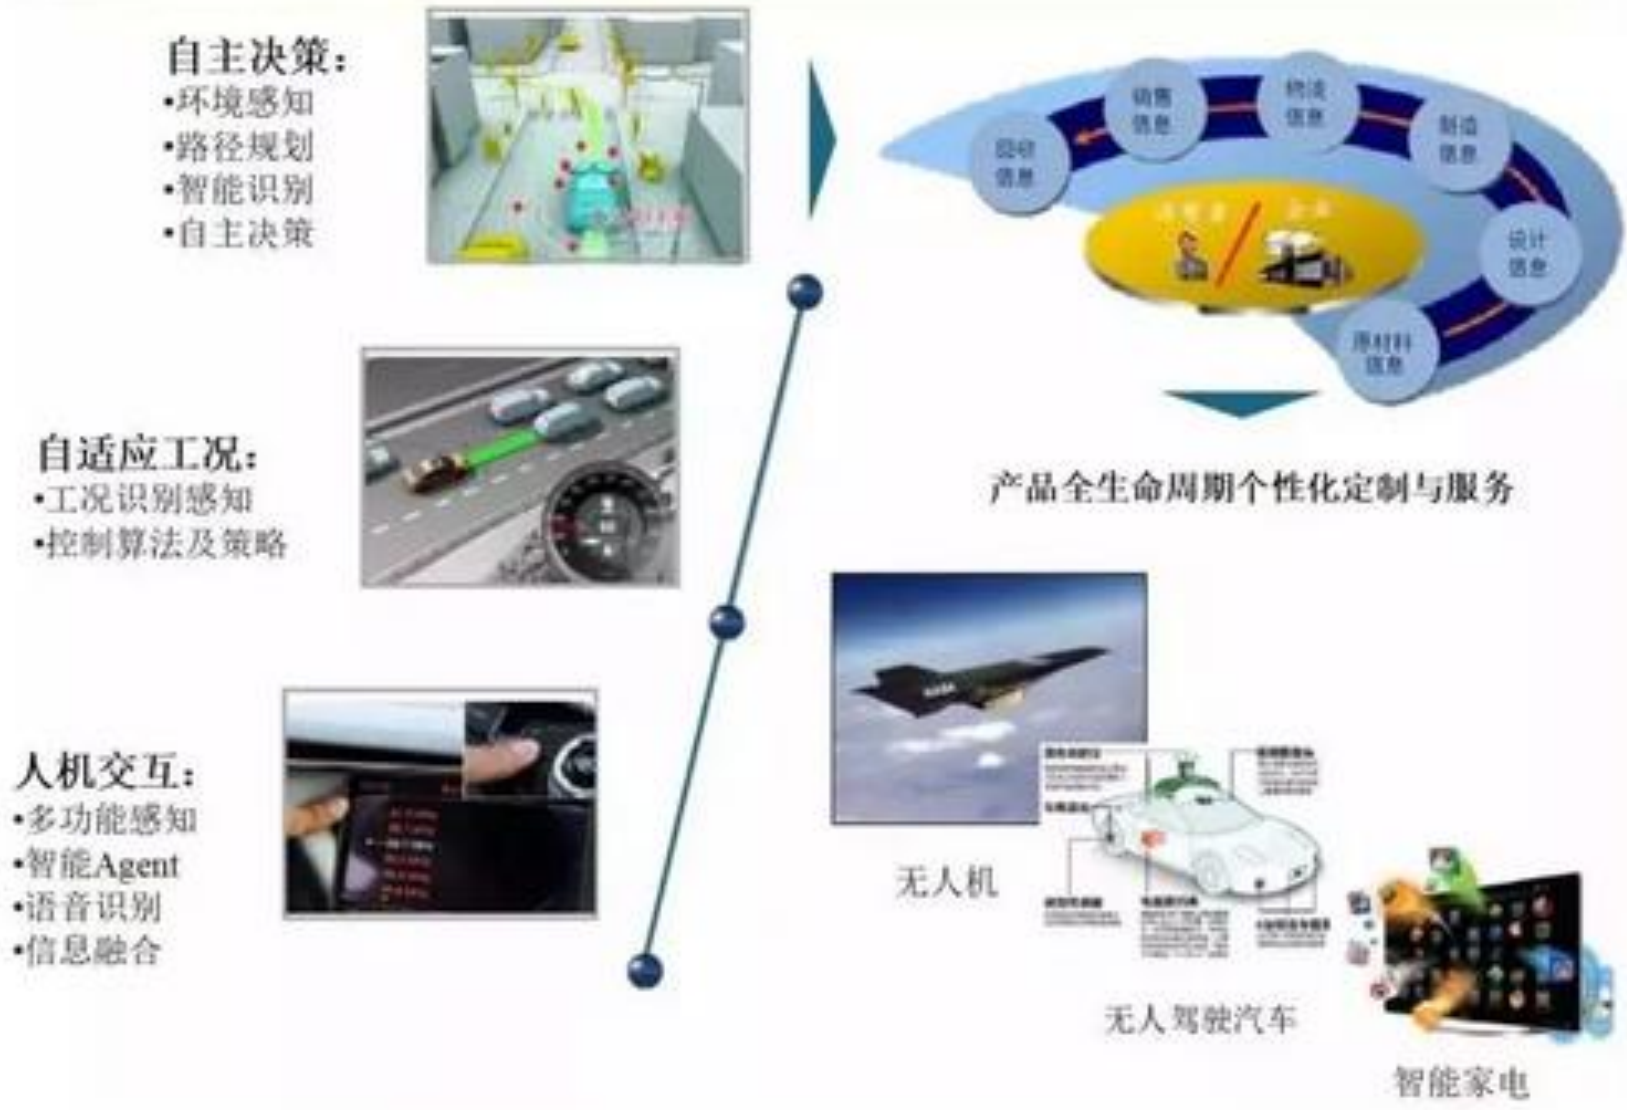 自主决策：
•环境感知
•路径规划
•智能识别
•自主决策
自适应工况：
•工况识别感知
•控制算法及策略
人机交互：
•多功能感知
•智能Agent
•语音识别
•信息融合
回收
信息
销售
信息
物流
信息
制造
信息
设计
信息
原材料
信息
产品全生命周期个性化定制与服务
无人机
无人驾驶汽车
智能家电